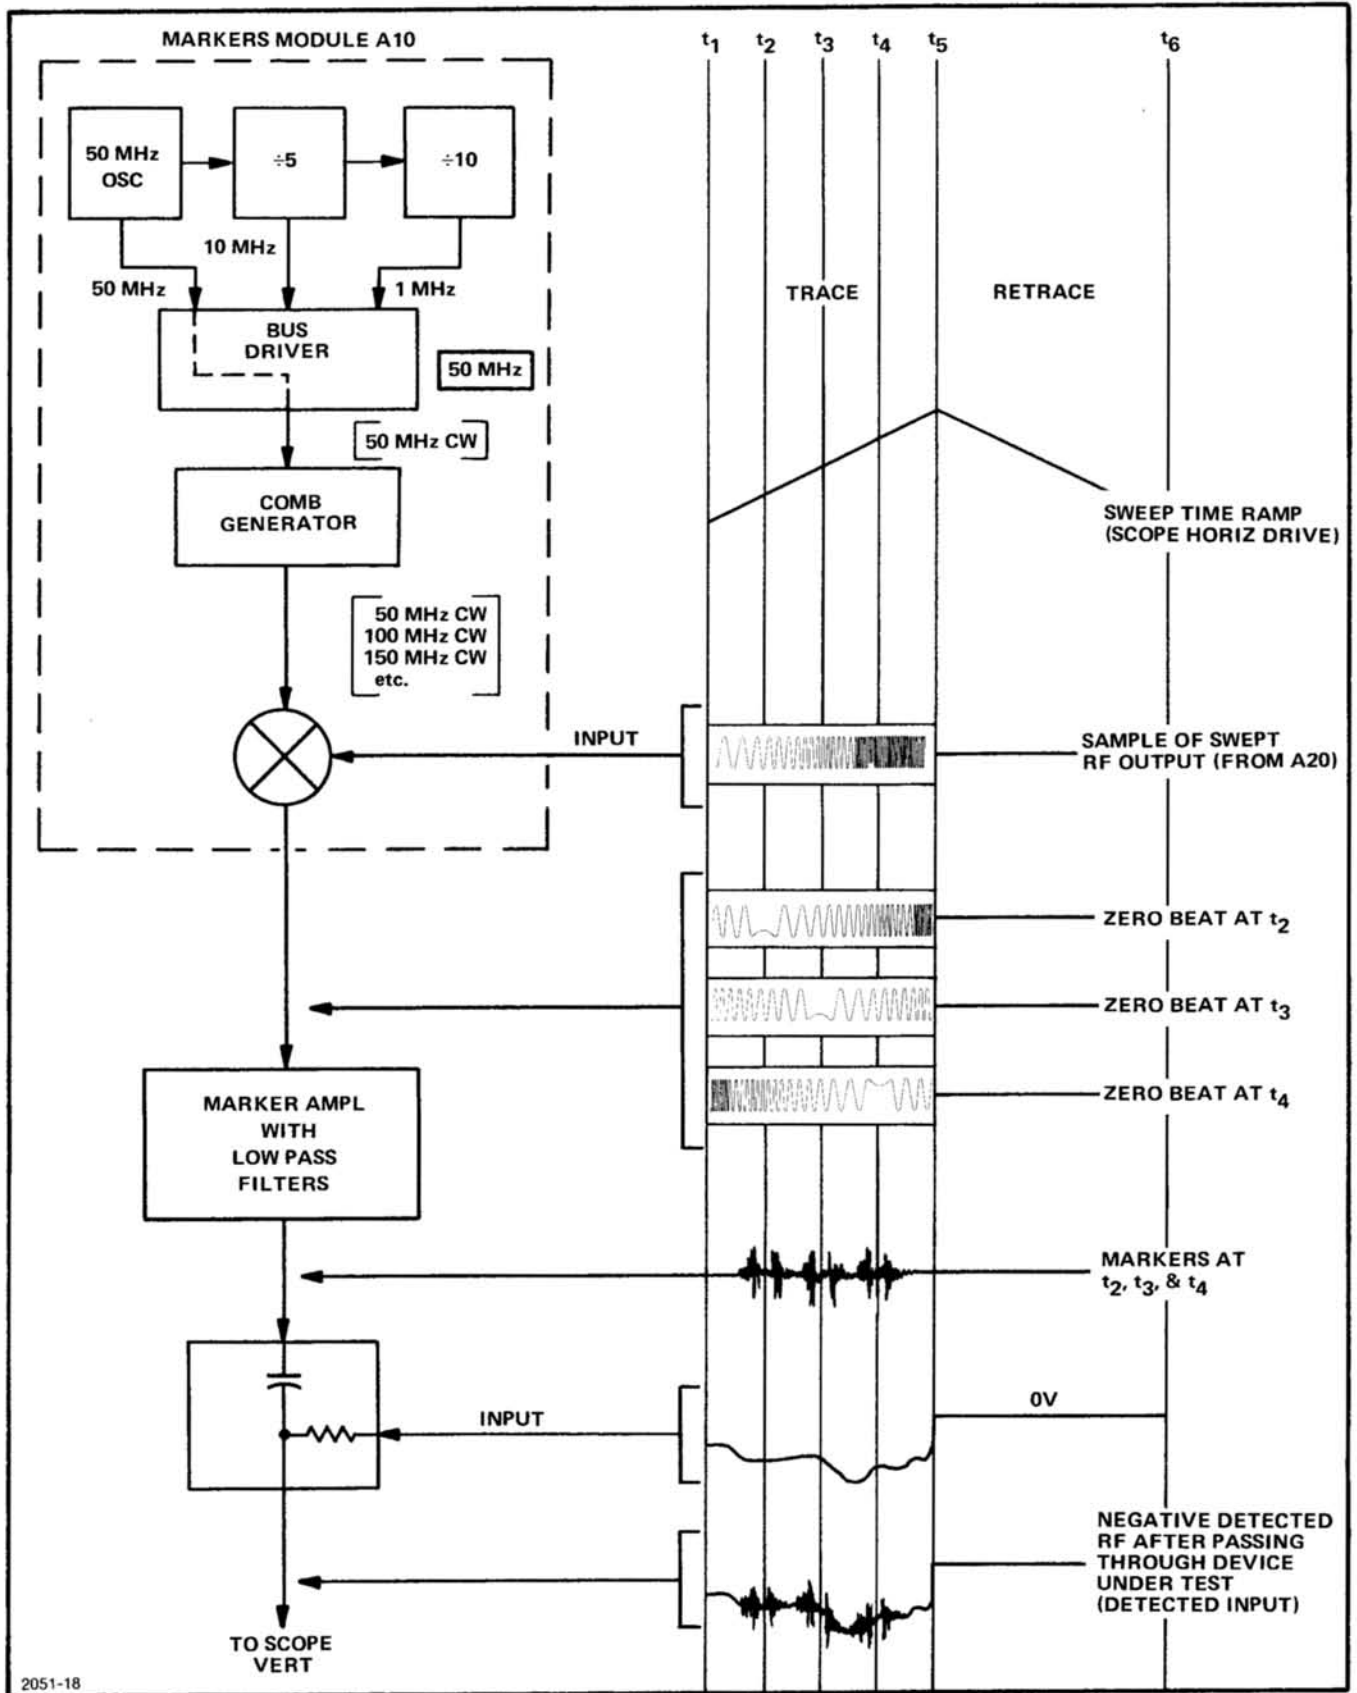 MARKERS MODULE A10
t1 t2 t3 t4 t5 t6
50 MHz
OSC
÷5
÷10
10 MHz
50 MHz
1 MHz
BUS
DRIVER
50 MHz
50 MHz CW
COMB
GENERATOR
50 MHz CW
100 MHz CW
150 MHz CW
etc.
TRACE
RETRACE
SWEEP TIME RAMP
(SCOPE HORIZ DRIVE)
INPUT
SAMPLE OF SWEPT
RF OUTPUT (FROM A20)
ZERO BEAT AT t2
ZERO BEAT AT t3
ZERO BEAT AT t4
MARKER AMPL
WITH
LOW PASS
FILTERS
MARKERS AT
t2, t3, & t4
INPUT
0V
NEGATIVE DETECTED
RF AFTER PASSING
THROUGH DEVICE
UNDER TEST
(DETECTED INPUT)
TO SCOPE
VERT
2051-18